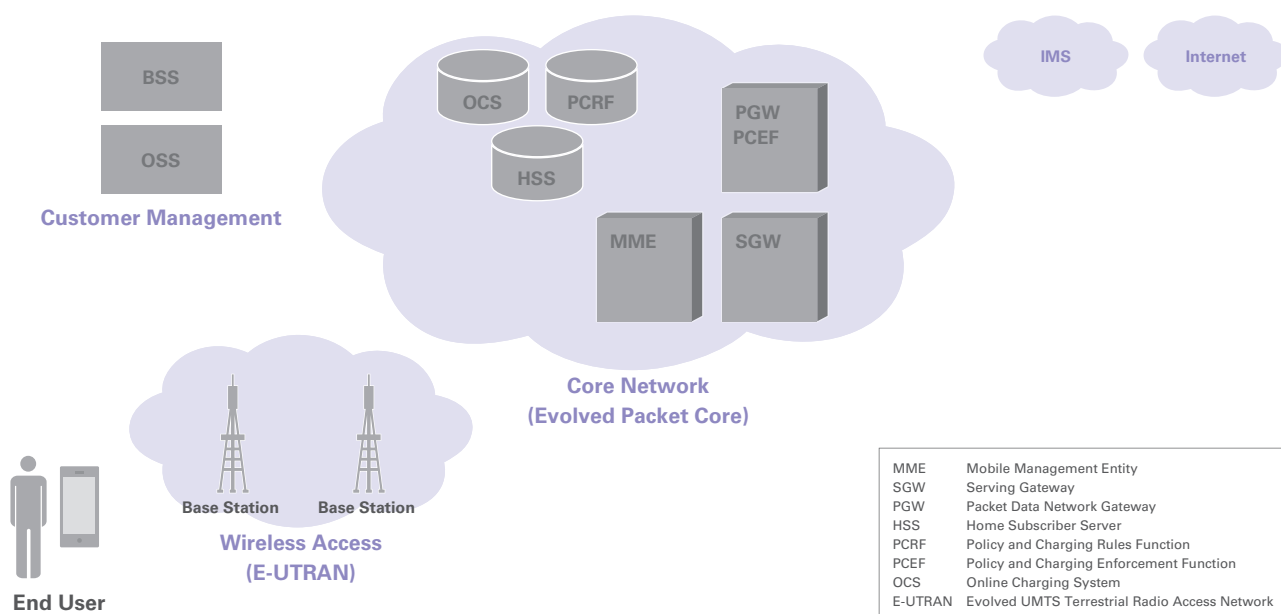 BSS
OSS
Customer Management
OCS
PCRF
HSS
PGW
PCEF
MME
SGW
Core Network
(Evolved Packet Core)
IMS
Internet
Base Station
Base Station
Wireless Access
(E-UTRAN)
End User
MME Mobile Management Entity
SGW Serving Gateway
PGW Packet Data Network Gateway
HSS Home Subscriber Server
PCRF Policy and Charging Rules Function
PCEF Policy and Charging Enforcement Function
OCS Online Charging System
E-UTRAN Evolved UMTS Terrestrial Radio Access Network